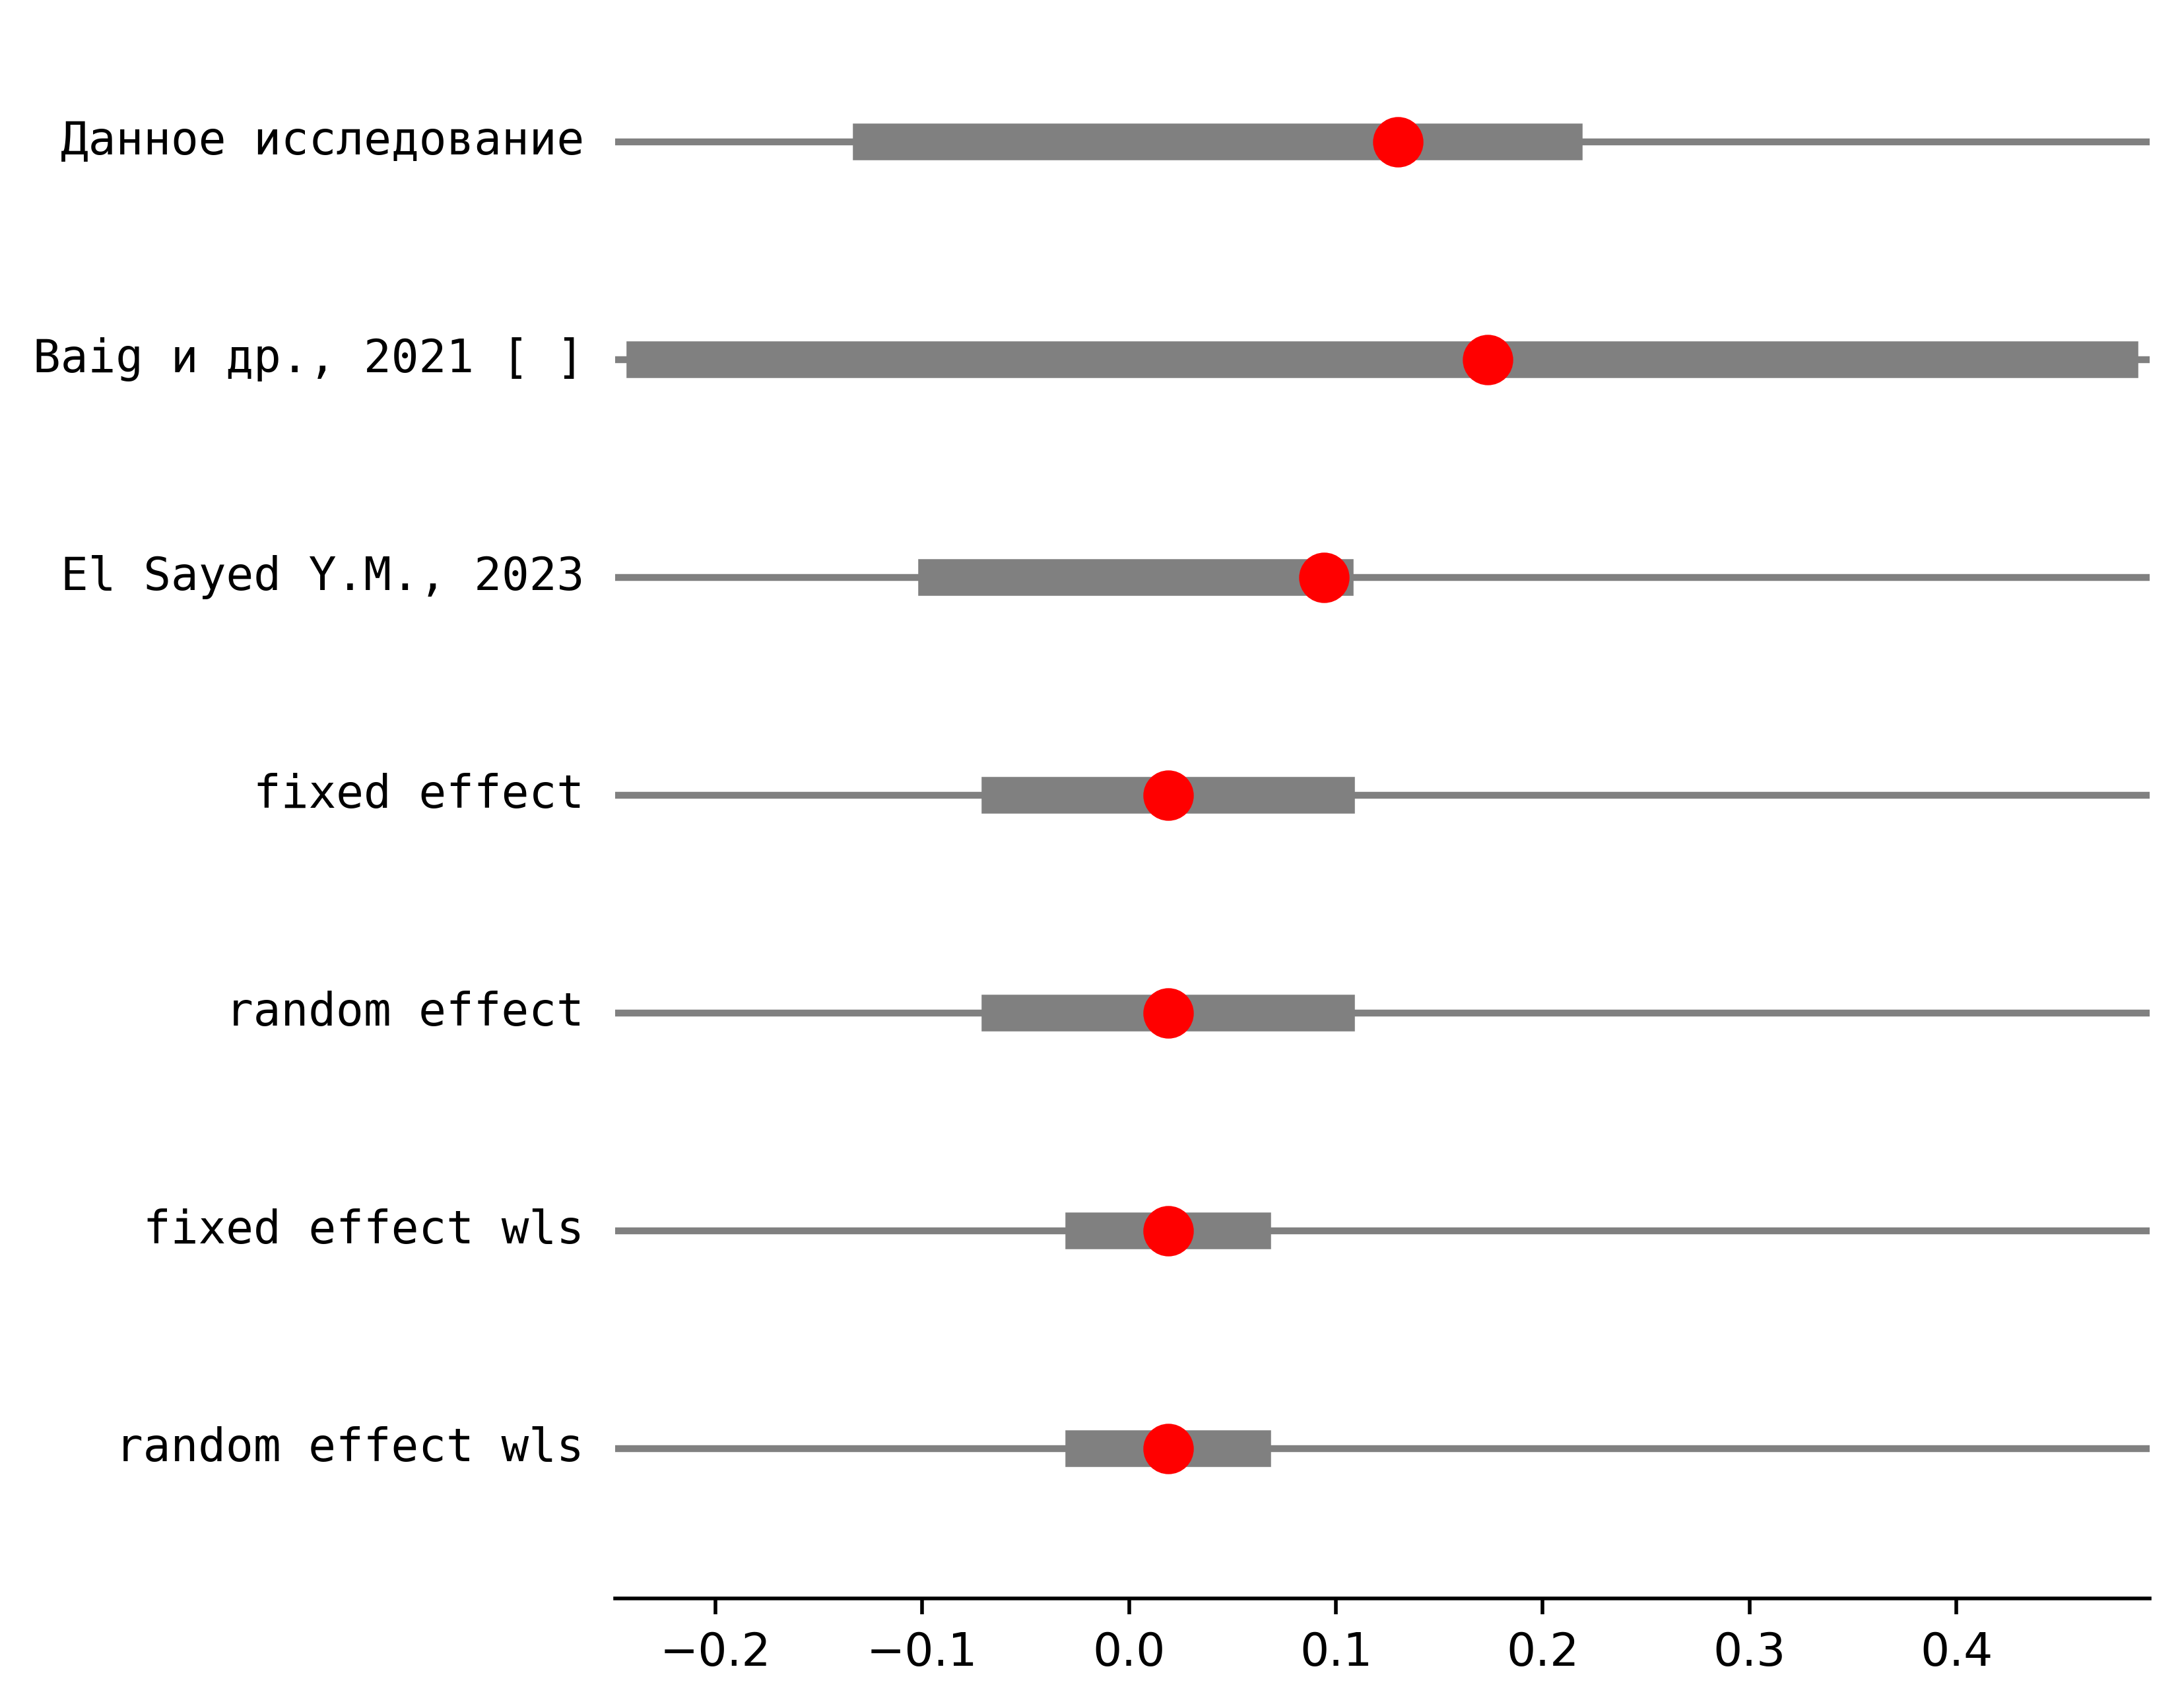 Данное исследование
Baig и др., 2021 [ ]
El Sayed Y.M., 2023
fixed effect
random effect
fixed effect wls
random effect wls
−0.2 −0.1 0.0 0.1 0.2 0.3 0.4